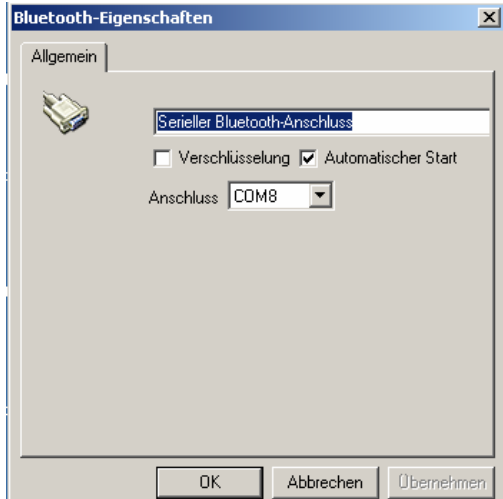 Bluetooth-Eigenschaften
Allgemein
Serieller Bluetooth-Anschluss
Verschlüsselung Automatischer Start
Anschluss COM8
OK Abbrechen Übernehmen